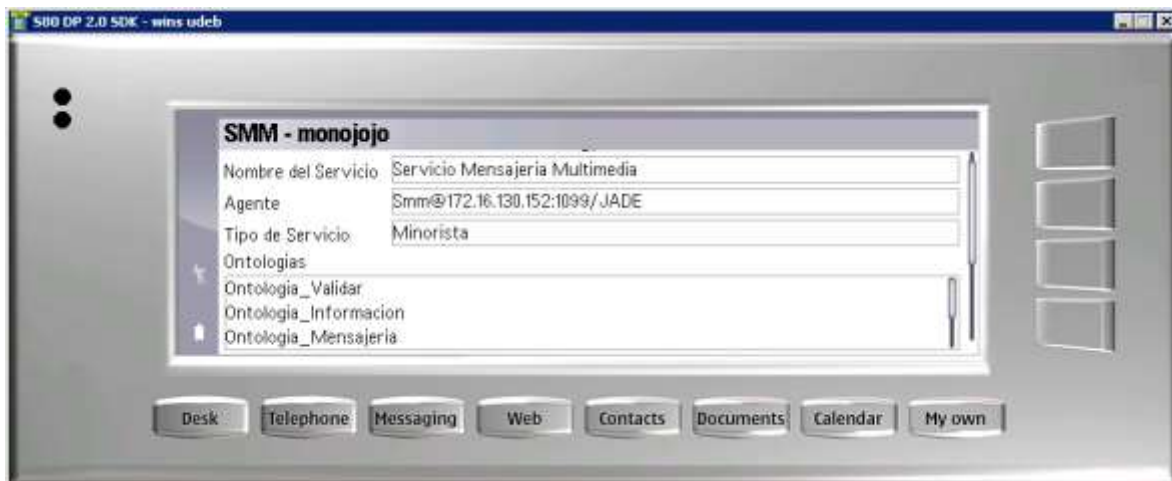 S80 DP 2.0 SDK - wins udeb
SMM - monojojo
Nombre del Servicio Servicio Mensajeria Multimedia
Agente Smm@172.16.130.152:1099/JADE
Tipo de Servicio Minorista
Ontologias
Ontologia_Validar
Ontologia_Informacion
Ontologia_Mensajeria
Desk Telephone Messaging Web Contacts Documents Calendar My own